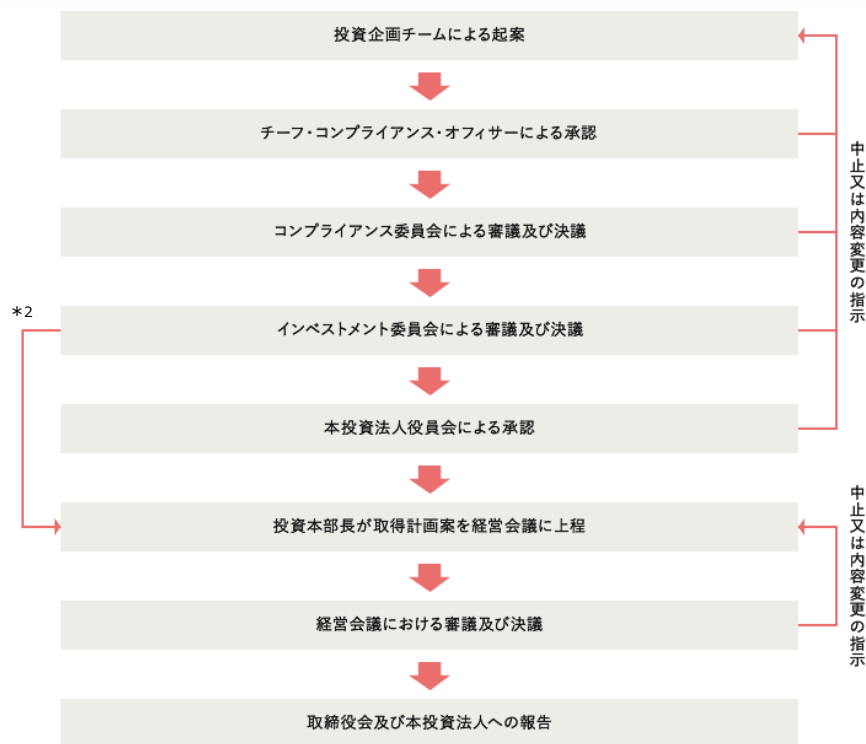 投資企画チームによる起案
チーフ・コンプライアンス・オフィサーによる承認
コンプライアンス委員会による審議及び決議
＊2
インベストメント委員会による審議及び決議
本投資法人役員会による承認
中止又は内容変更の指示
投資本部長が取得計画案を経営会議に上程
経営会議における審議及び決議
中止又は内容変更の指示
取締役会及び本投資法人への報告